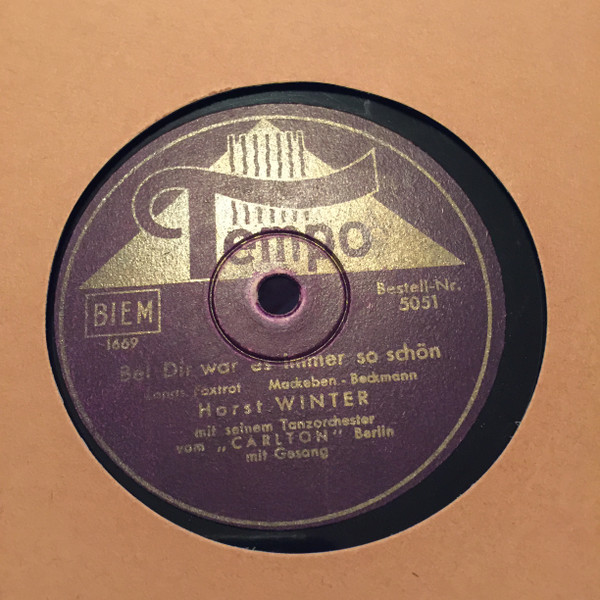 Tempo
BIEM
1669
Bestell-Nr.
5051
Bei Dir war es immer so schön
Langs. Foxtrot Mackeben - Beckmann
Horst WINTER
mit seinem Tanzorchester
vom „CARLTON" Berlin
mit Gesang